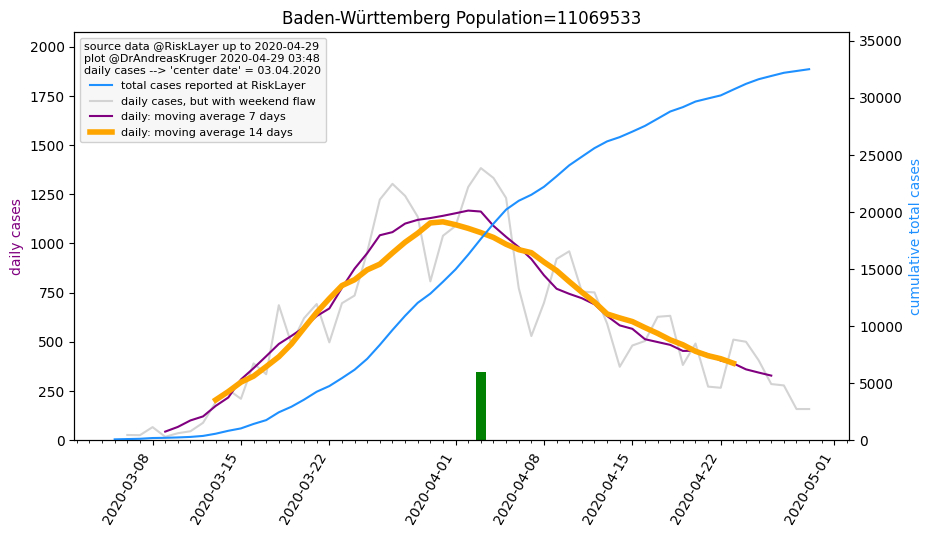 Baden-Württemberg Population=11069533
source data @RiskLayer up to 2020-04-29
plot @DrAndreasKruger 2020-04-29 03:48
daily cases --> 'center date' = 03.04.2020
total cases reported at RiskLayer
daily cases, but with weekend flaw
daily: moving average 7 days
daily: moving average 14 days
daily cases
2000
1750
1500
1250
1000
750
500
250
0
cumulative total cases
35000
30000
25000
20000
15000
10000
5000
0
2020-03-08
2020-03-15
2020-03-22
2020-04-01
2020-04-08
2020-04-15
2020-04-22
2020-05-01